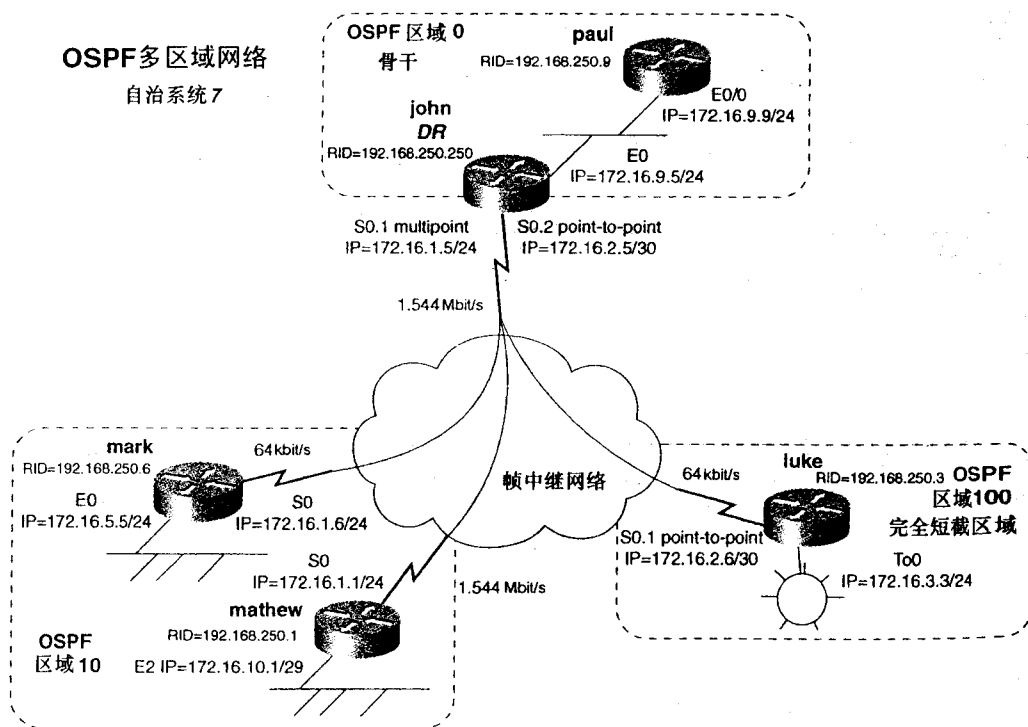 OSPF多区域网络
自治系统7
OSPF 区域 0
骨干
paul
RID=192.168.250.9
E0/0
IP=172.16.9.9/24
john
DR
RID=192.168.250.250
E0
IP=172.16.9.5/24
S0.1 multipoint
IP=172.16.1.5/24
S0.2 point-to-point
IP=172.16.2.5/30
1.544 Mbit/s
帧中继网络
mark
RID=192.168.250.6
64kbit/s
E0
IP=172.16.5.5/24
S0
IP=172.16.1.6/24
S0
IP=172.16.1.1/24
1.544 Mbit/s
mathew
RID=192.168.250.1
E2 IP=172.16.10.1/29
OSPF
区域10
64kbit/s
luke
RID=192.168.250.3
OSPF
区域100
完全短截区域
S0.1 point-to-point
IP=172.16.2.6/30
To0
IP=172.16.3.3/24